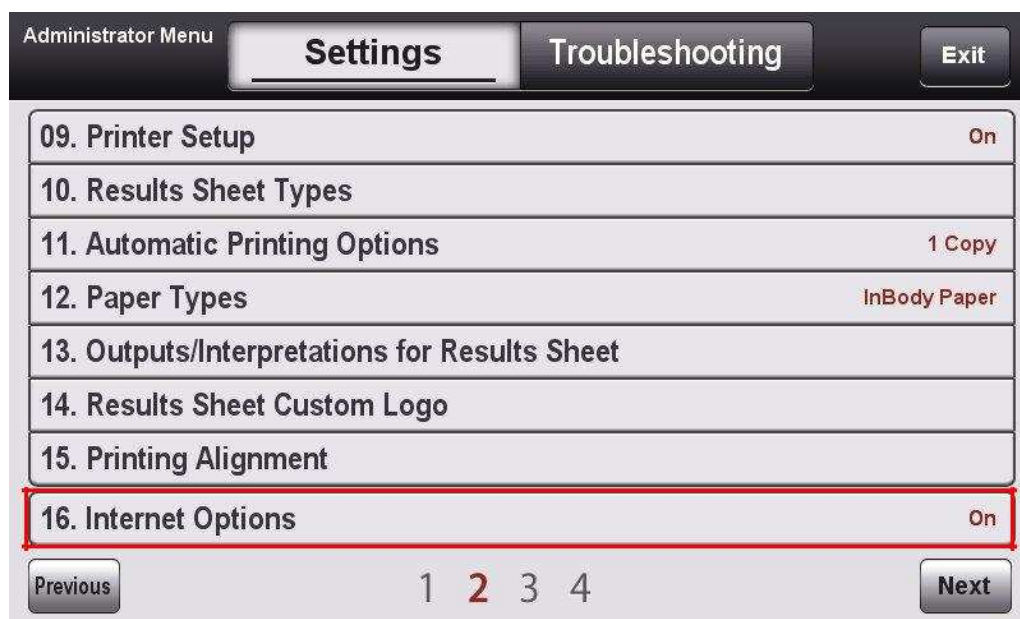 Administrator Menu
Settings
Troubleshooting
Exit
09. Printer Setup On
10. Results Sheet Types
11. Automatic Printing Options 1 Copy
12. Paper Types InBody Paper
13. Outputs/Interpretations for Results Sheet
14. Results Sheet Custom Logo
15. Printing Alignment
16. Internet Options On
Previous 1 2 3 4 Next